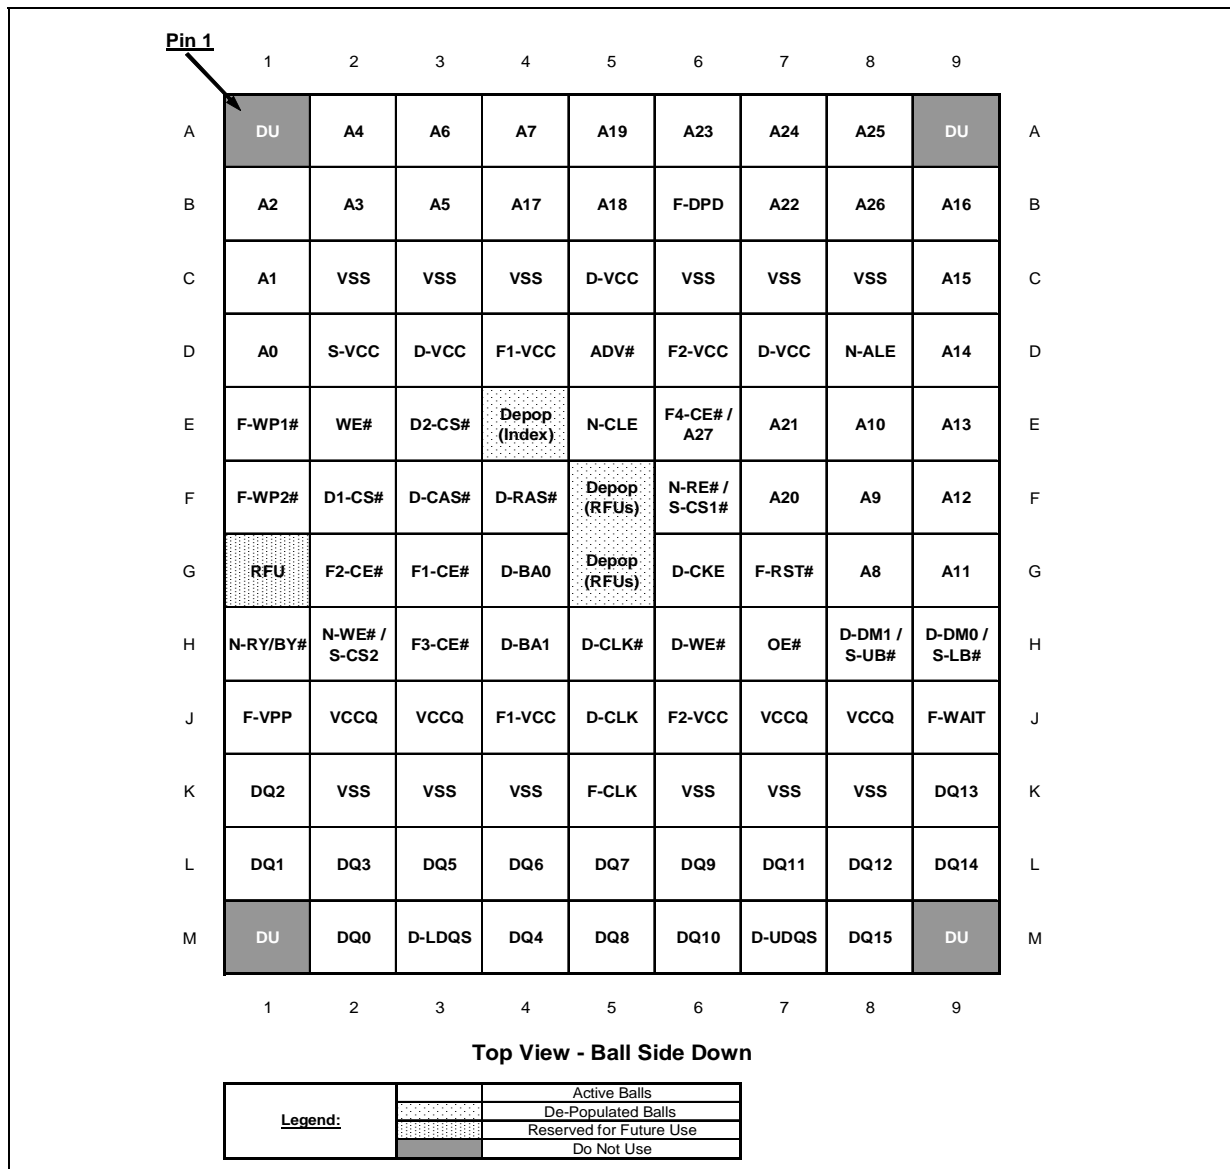 Pin 1
1 2 3 4 5 6 7 8 9
A DU A4 A6 A7 A19 A23 A24 A25 DU A
B A2 A3 A5 A17 A18 F-DPD A22 A26 A16 B
C A1 VSS VSS VSS D-VCC VSS VSS VSS A15 C
D A0 S-VCC D-VCC F1-VCC ADV# F2-VCC D-VCC N-ALE A14 D
E F-WP1# WE# D2-CS# Depop (Index) N-CLE F4-CE# / A27 A21 A10 A13 E
F F-WP2# D1-CS# D-CAS# D-RAS# Depop (RFUs) N-RE# / S-CS1# A20 A9 A12 F
G RFU F2-CE# F1-CE# D-BA0 Depop (RFUs) D-CKE F-RST# A8 A11 G
H N-RY/BY# N-WE# / S-CS2 F3-CE# D-BA1 D-CLK# D-WE# OE# D-DM1 / S-UB# D-DM0 / S-LB# H
J F-VPP VCCQ VCCQ F1-VCC D-CLK F2-VCC VCCQ VCCQ F-WAIT J
K DQ2 VSS VSS VSS F-CLK VSS VSS VSS DQ13 K
L DQ1 DQ3 DQ5 DQ6 DQ7 DQ9 DQ11 DQ12 DQ14 L
M DU DQ0 D-LDQS DQ4 DQ8 DQ10 D-UDQS DQ15 DU M
1 2 3 4 5 6 7 8 9
Top View - Ball Side Down
Legend:
Active Balls
De-Populated Balls
Reserved for Future Use
Do Not Use